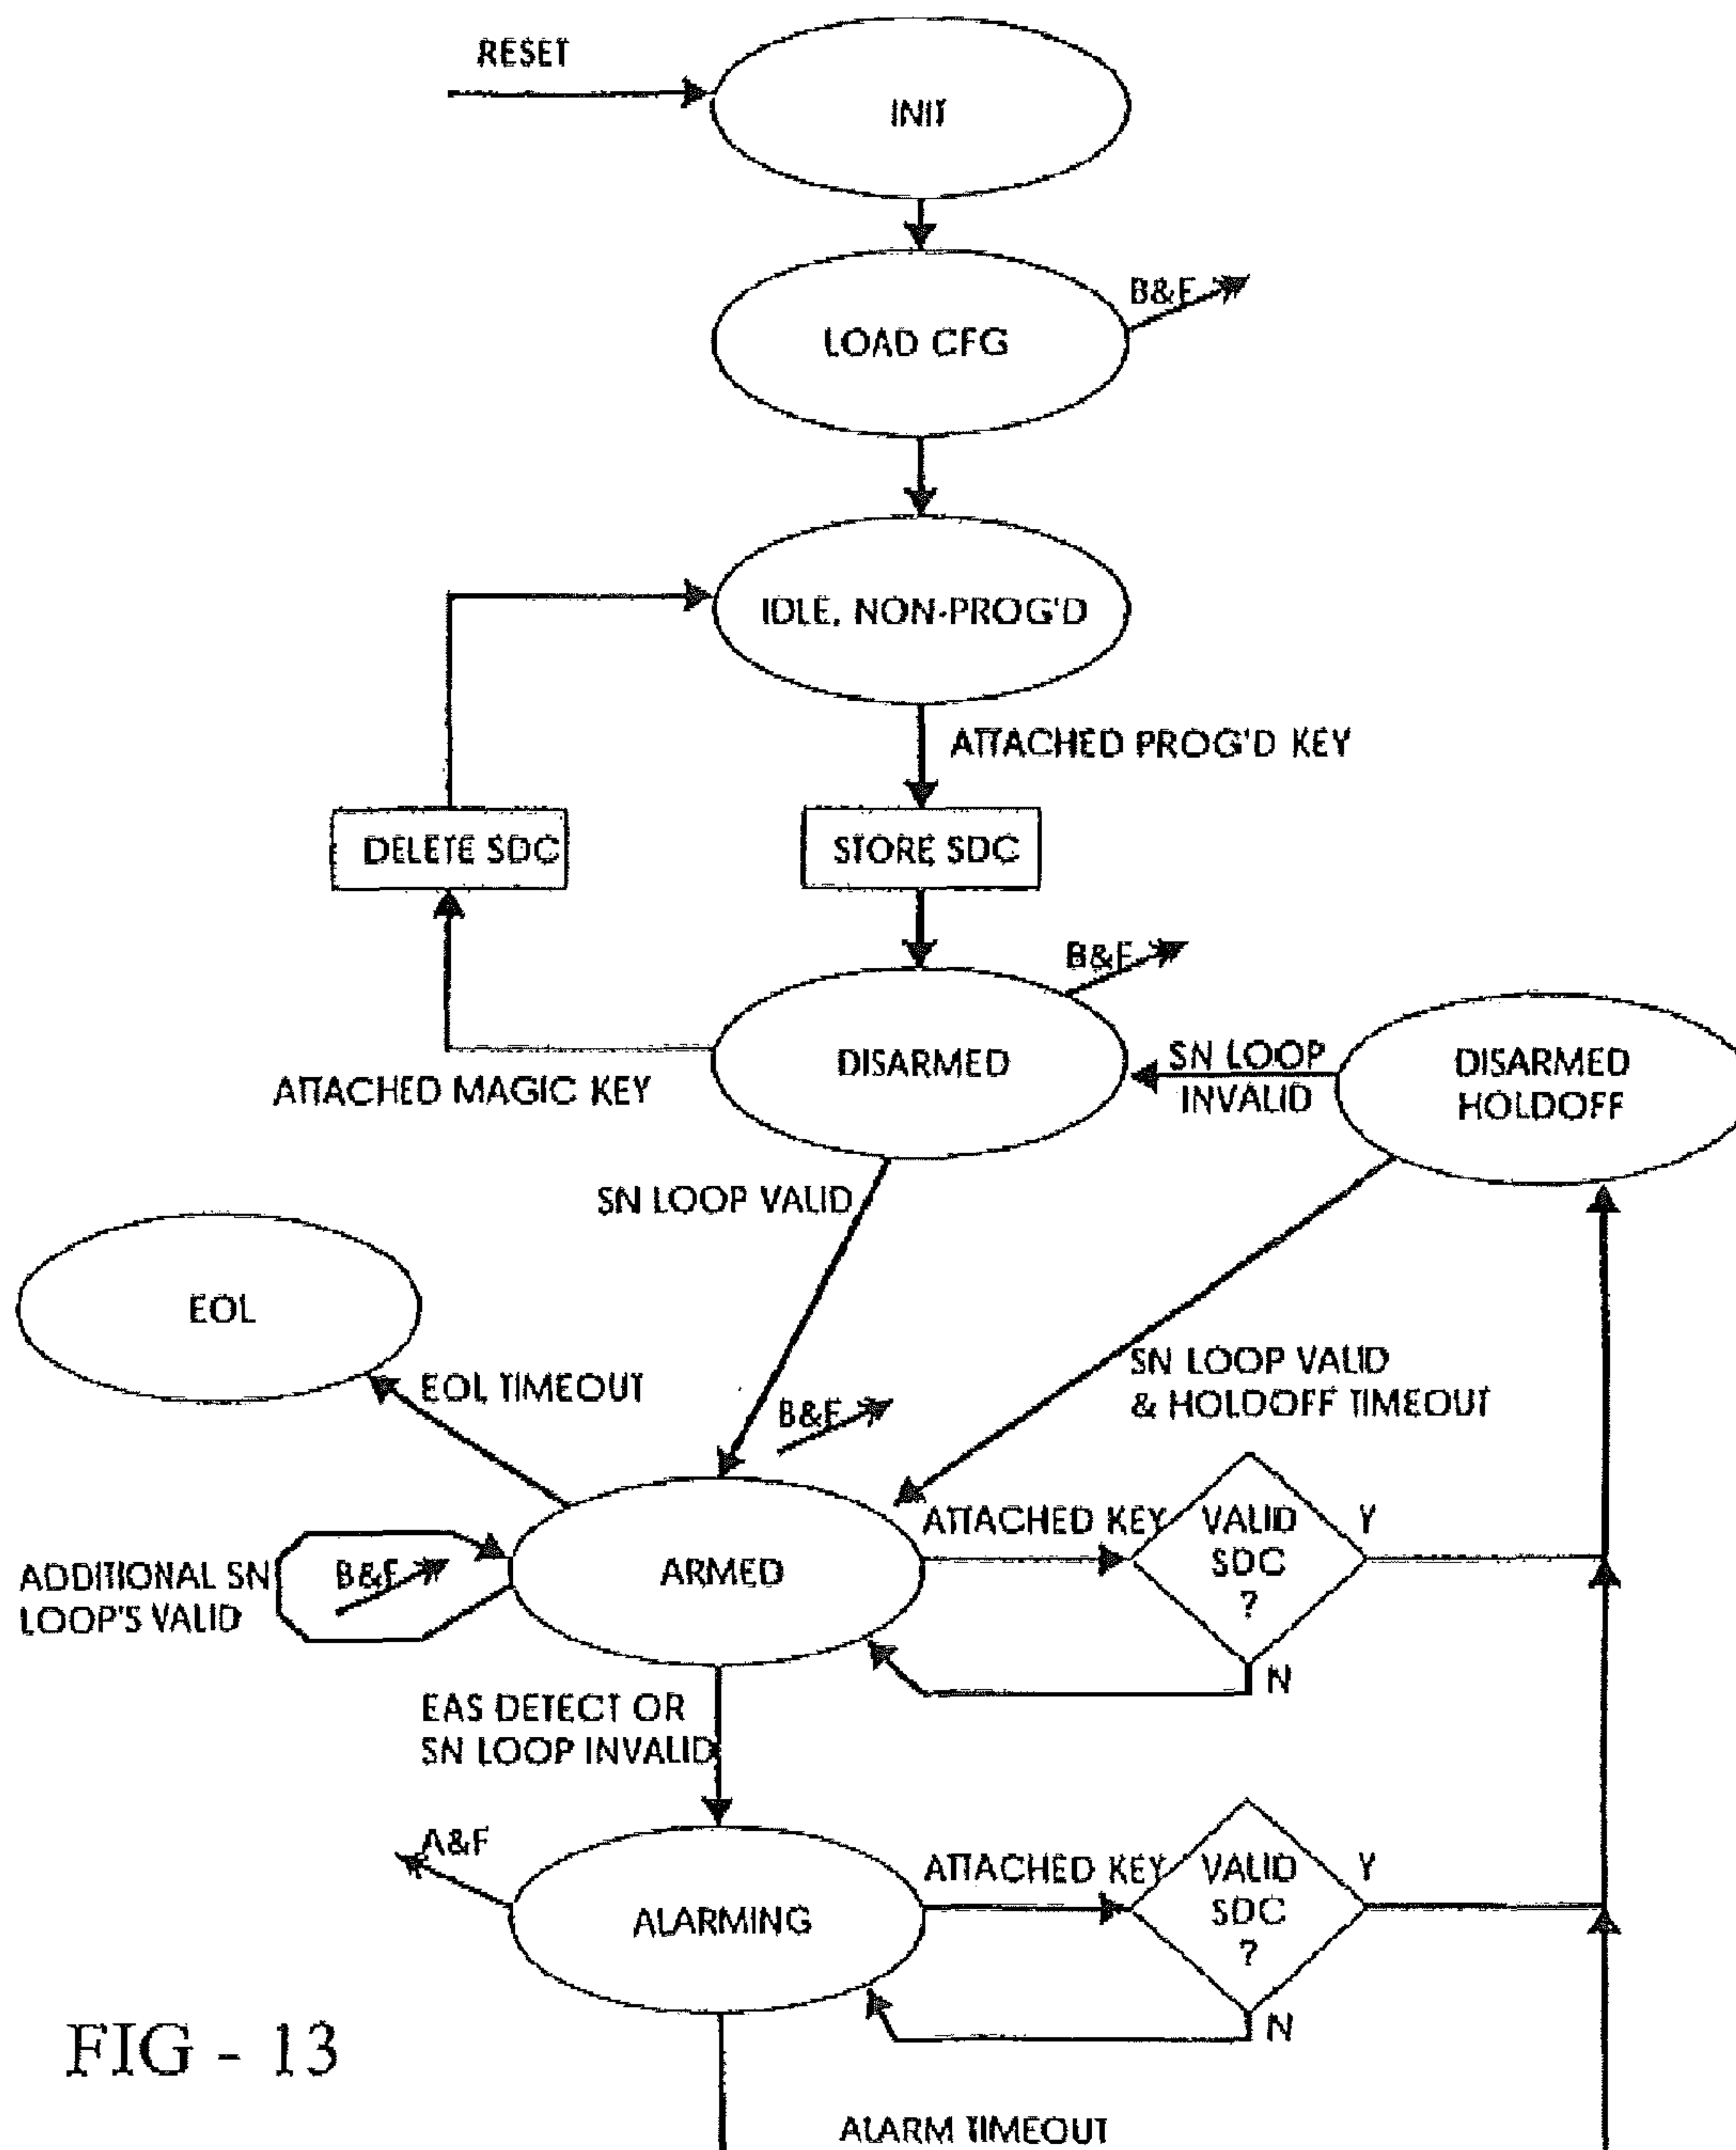 RESET
INIT
B&F
LOAD CFG
IDLE, NON-PROG'D
ATTACHED PROG'D KEY
DELETE SDC
STORE SDC
B&F
DISARMED
SN LOOP
INVALID
DISARMED
HOLDOFF
ATTACHED MAGIC KEY
SN LOOP VALID
EOL
EOL TIMEOUT
SN LOOP VALID
& HOLDOFF TIMEOUT
B&F
ATTACHED KEY
VALID
SDC
?
Y
N
ADDITIONAL SN
LOOP'S VALID
B&F
ARMED
EAS DETECT OR
SN LOOP INVALID
A&F
ALARMING
ATTACHED KEY
VALID
SDC
?
Y
N
FIG - 13
ALARM TIMEOUT